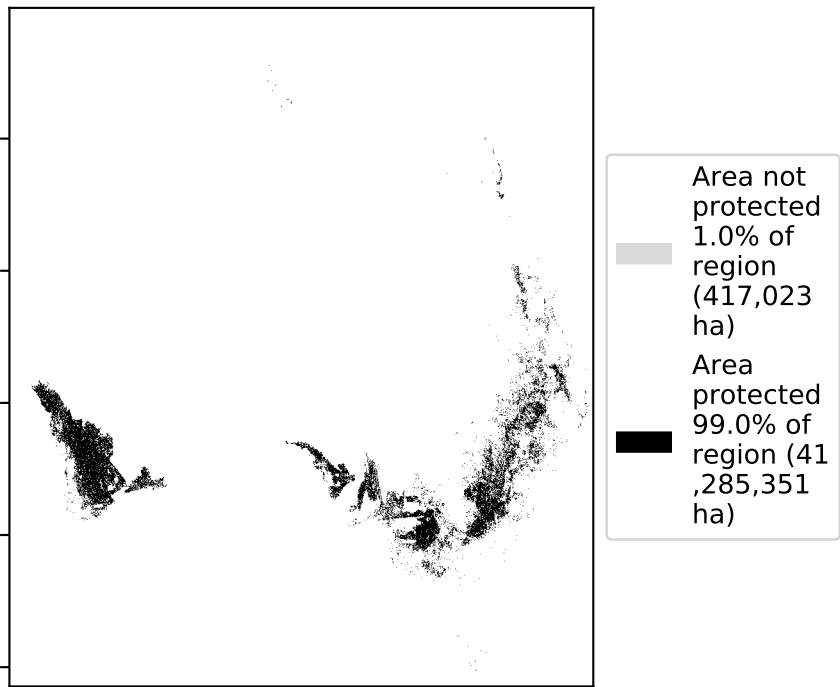 Area not
protected
1.0% of
region
(417,023
ha)
Area
protected
99.0% of
region (41
,285,351
ha)